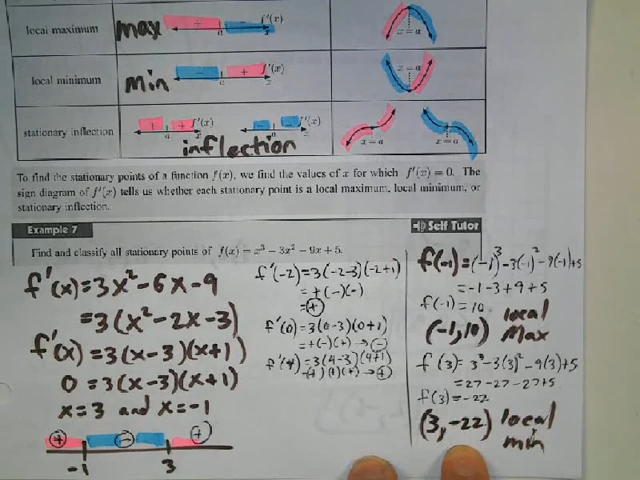 local maximum
max
+
−
f'(x)
a
x
x = a
local minimum
min
−
+
f'(x)
a
x
x = a
stationary inflection
+
+
f'(x)
a
x
−
−
f'(x)
a
x
inflection
x = a
x = a
To find the stationary points of a function f(x), we find the values of x for which f'(x) = 0. The
sign diagram of f'(x) tells us whether each stationary point is a local maximum, local minimum, or
stationary inflection.
Example 7
Self Tutor
Find and classify all stationary points of f(x) = x³ − 3x² − 9x + 5.
f'(x) = 3x² − 6x − 9
= 3(x² − 2x − 3)
f'(x) = 3(x − 3)(x + 1)
0 = 3(x − 3)(x + 1)
x = 3 and x = −1
+
−
+
−1
3
f'(−2) = 3(−2−3)(−2+1)
= +(−)(−)
= +
f'(0) = 3(0−3)(0+1)
= +(−)(+) → −
f'(4) = 3(4−3)(4+1)
(+)(+)(+) → +
f(−1) = (−1)³ − 3(−1)² − 9(−1) + 5
= −1 − 3 + 9 + 5
f(−1) = 10
(−1, 10) local
max
f(3) = 3³ − 3(3)² − 9(3) + 5
= 27 − 27 − 27 + 5
f(3) = −22
(3, −22) local
min